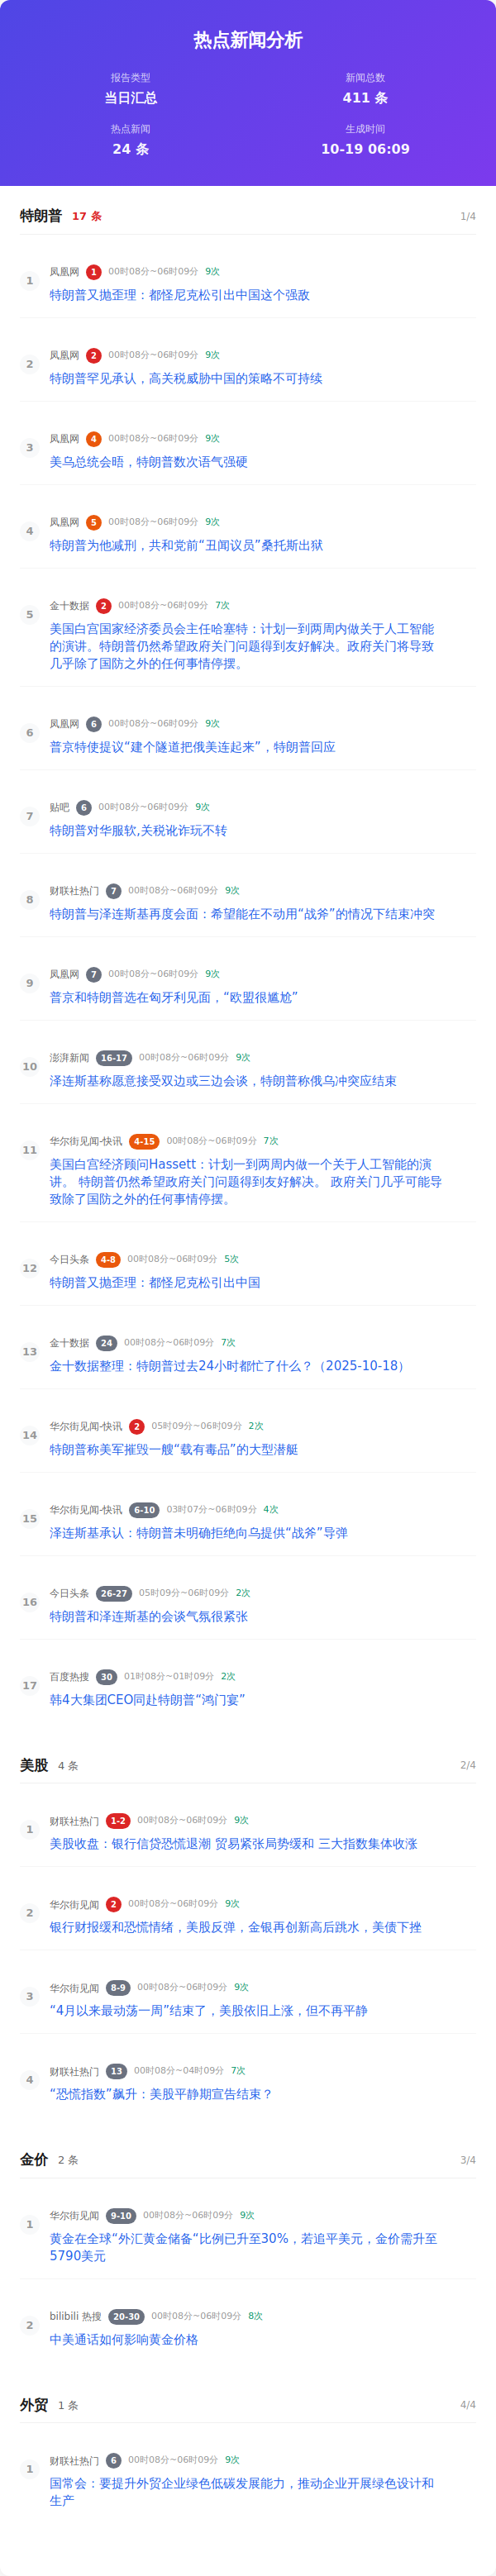 热点新闻分析
报告类型
新闻总数
当日汇总
411 条
热点新闻
生成时间
24 条
10-19 06:09
特朗普 17 条 1/4
1
凤凰网 1 00时08分~06时09分 9次
特朗普又抛歪理：都怪尼克松引出中国这个强敌
2
凤凰网 2 00时08分~06时09分 9次
特朗普罕见承认，高关税威胁中国的策略不可持续
3
凤凰网 4 00时08分~06时09分 9次
美乌总统会晤，特朗普数次语气强硬
4
凤凰网 5 00时08分~06时09分 9次
特朗普为他减刑，共和党前“丑闻议员”桑托斯出狱
5
金十数据 2 00时08分~06时09分 7次
美国白宫国家经济委员会主任哈塞特：计划一到两周内做关于人工智能
的演讲。特朗普仍然希望政府关门问题得到友好解决。政府关门将导致
几乎除了国防之外的任何事情停摆。
6
凤凰网 6 00时08分~06时09分 9次
普京特使提议“建个隧道把俄美连起来”，特朗普回应
7
贴吧 6 00时08分~06时09分 9次
特朗普对华服软,关税讹诈玩不转
8
财联社热门 7 00时08分~06时09分 9次
特朗普与泽连斯基再度会面：希望能在不动用“战斧”的情况下结束冲突
9
凤凰网 7 00时08分~06时09分 9次
普京和特朗普选在匈牙利见面，“欧盟很尴尬”
10
澎湃新闻 16-17 00时08分~06时09分 9次
泽连斯基称愿意接受双边或三边会谈，特朗普称俄乌冲突应结束
11
华尔街见闻-快讯 4-15 00时08分~06时09分 7次
美国白宫经济顾问Hassett：计划一到两周内做一个关于人工智能的演
讲。 特朗普仍然希望政府关门问题得到友好解决。 政府关门几乎可能导
致除了国防之外的任何事情停摆。
12
今日头条 4-8 00时08分~06时09分 5次
特朗普又抛歪理：都怪尼克松引出中国
13
金十数据 24 00时08分~06时09分 7次
金十数据整理：特朗普过去24小时都忙了什么？（2025-10-18）
14
华尔街见闻-快讯 2 05时09分~06时09分 2次
特朗普称美军摧毁一艘“载有毒品”的大型潜艇
15
华尔街见闻-快讯 6-10 03时07分~06时09分 4次
泽连斯基承认：特朗普未明确拒绝向乌提供“战斧”导弹
16
今日头条 26-27 05时09分~06时09分 2次
特朗普和泽连斯基的会谈气氛很紧张
17
百度热搜 30 01时08分~01时09分 2次
韩4大集团CEO同赴特朗普“鸿门宴”
美股 4 条 2/4
1
财联社热门 1-2 00时08分~06时09分 9次
美股收盘：银行信贷恐慌退潮 贸易紧张局势缓和 三大指数集体收涨
2
华尔街见闻 2 00时08分~06时09分 9次
银行财报缓和恐慌情绪，美股反弹，金银再创新高后跳水，美债下挫
3
华尔街见闻 8-9 00时08分~06时09分 9次
“4月以来最动荡一周”结束了，美股依旧上涨，但不再平静
4
财联社热门 13 00时08分~04时09分 7次
“恐慌指数”飙升：美股平静期宣告结束？
金价 2 条 3/4
1
华尔街见闻 9-10 00时08分~06时09分 9次
黄金在全球“外汇黄金储备“比例已升至30%，若追平美元，金价需升至
5790美元
2
bilibili 热搜 20-30 00时08分~06时09分 8次
中美通话如何影响黄金价格
外贸 1 条 4/4
1
财联社热门 6 00时08分~06时09分 9次
国常会：要提升外贸企业绿色低碳发展能力，推动企业开展绿色设计和
生产